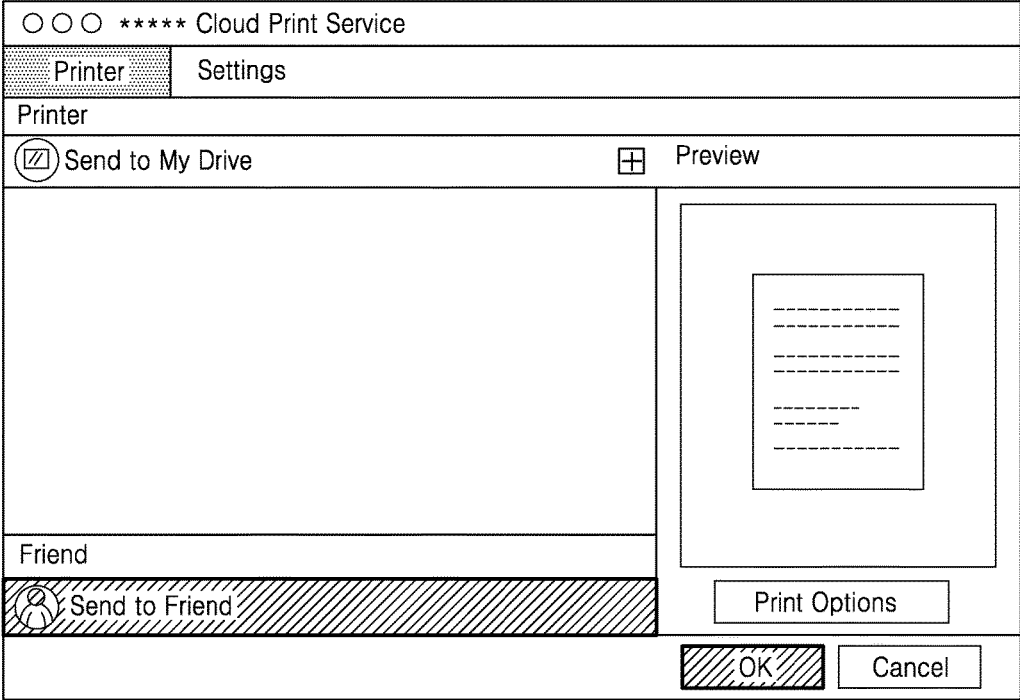 ***** Cloud Print Service
Printer Settings
Printer
Send to My Drive
Preview
Friend
Send to Friend
Print Options
OK Cancel